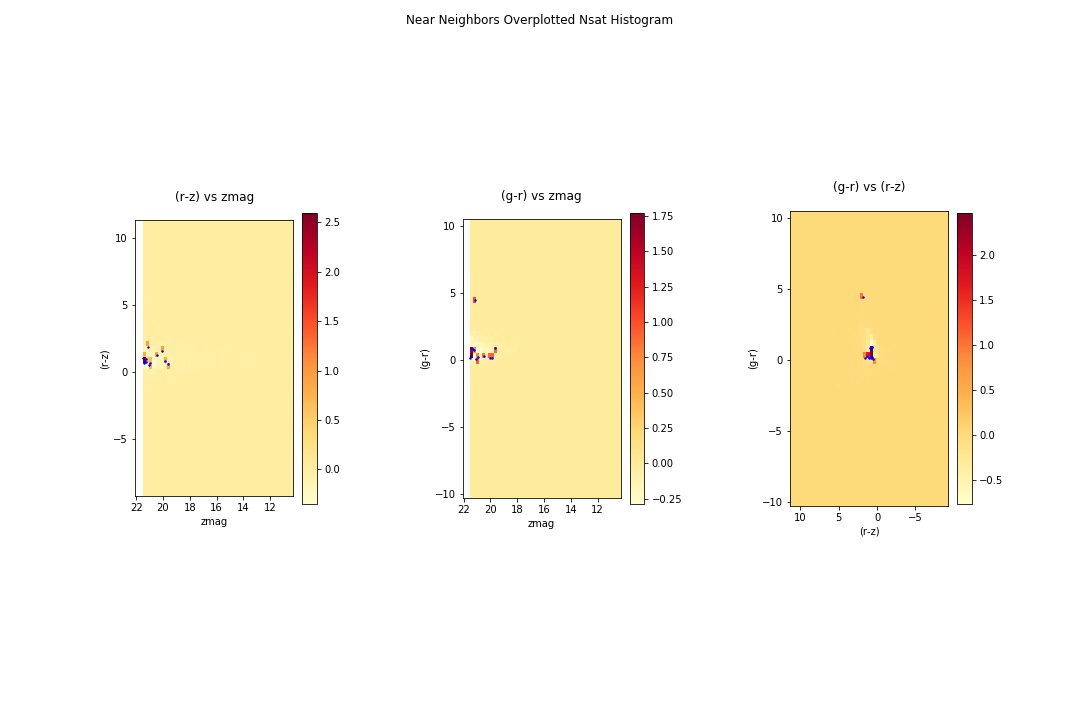 Near Neighbors Overplotted Nsat Histogram
(r-z) vs zmag
(r-z)
10
5
0
−5
22 20 18 16 14 12
zmag
2.5
2.0
1.5
1.0
0.5
0.0
(g-r) vs zmag
(g-r)
10
5
0
−5
−10
22 20 18 16 14 12
zmag
1.75
1.50
1.25
1.00
0.75
0.50
0.25
0.00
−0.25
(g-r) vs (r-z)
(g-r)
10
5
0
−5
−10
10 5 0 −5
(r-z)
2.0
1.5
1.0
0.5
0.0
−0.5